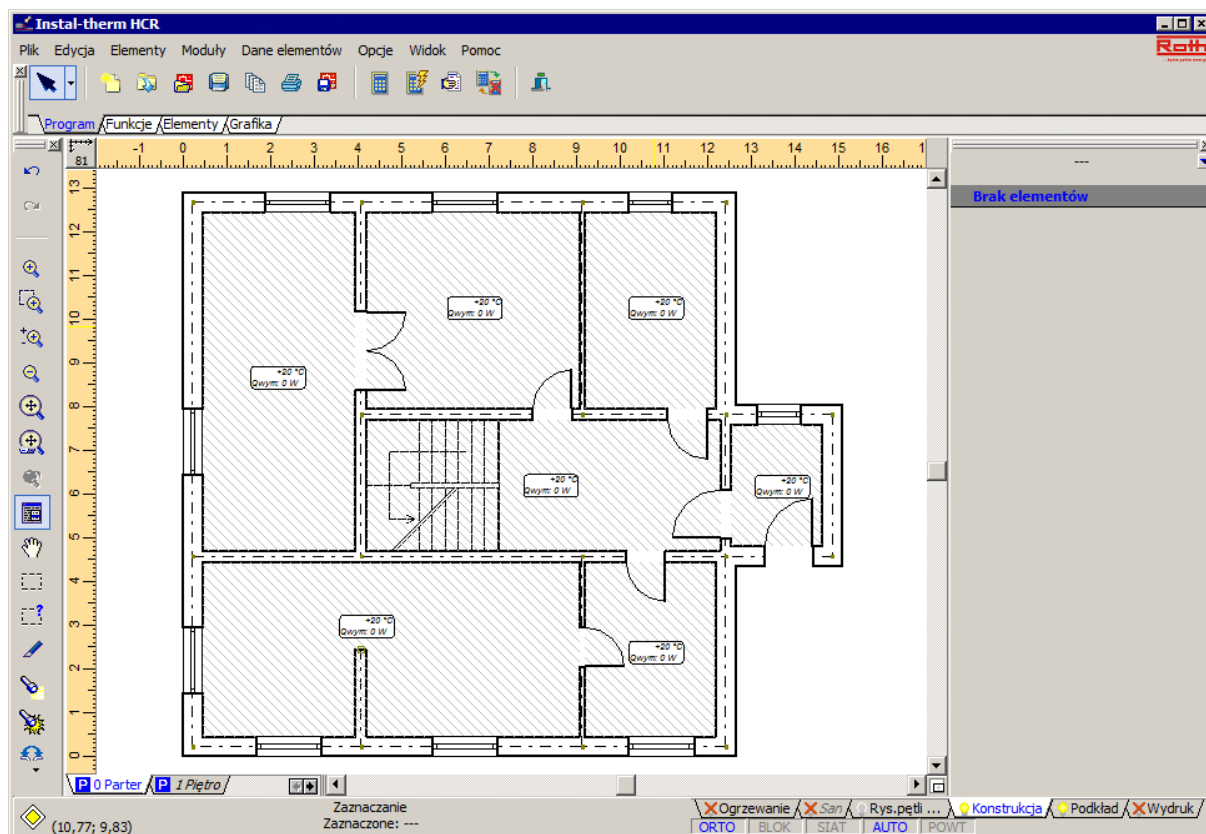 Instal-therm HCR
Plik Edycja Elementy Moduły Dane elementów Opcje Widok Pomoc
Roth
Program Funkcje Elementy Grafika
81
-1 0 1 2 3 4 5 6 7 8 9 10 11 12 13 14 15 16 1
---
Brak elementów
13
12
11
10
9
8
7
6
5
4
3
2
1
0
+20 °C
Qwym: 0 W
+20 °C
Qwym: 0 W
+20 °C
Qwym: 0 W
+20 °C
Qwym: 0 W
+20 °C
Qwym: 0 W
+20 °C
Qwym: 0 W
+20 °C
Qwym: 0 W
P 0 Parter P 1 Piętro
Zaznaczanie
Zaznaczone: ---
(10,77; 9,83)
Ogrzewanie San Rys.pętli ... Konstrukcja Podkład Wydruk
ORTO BLOK SIAT AUTO POWT